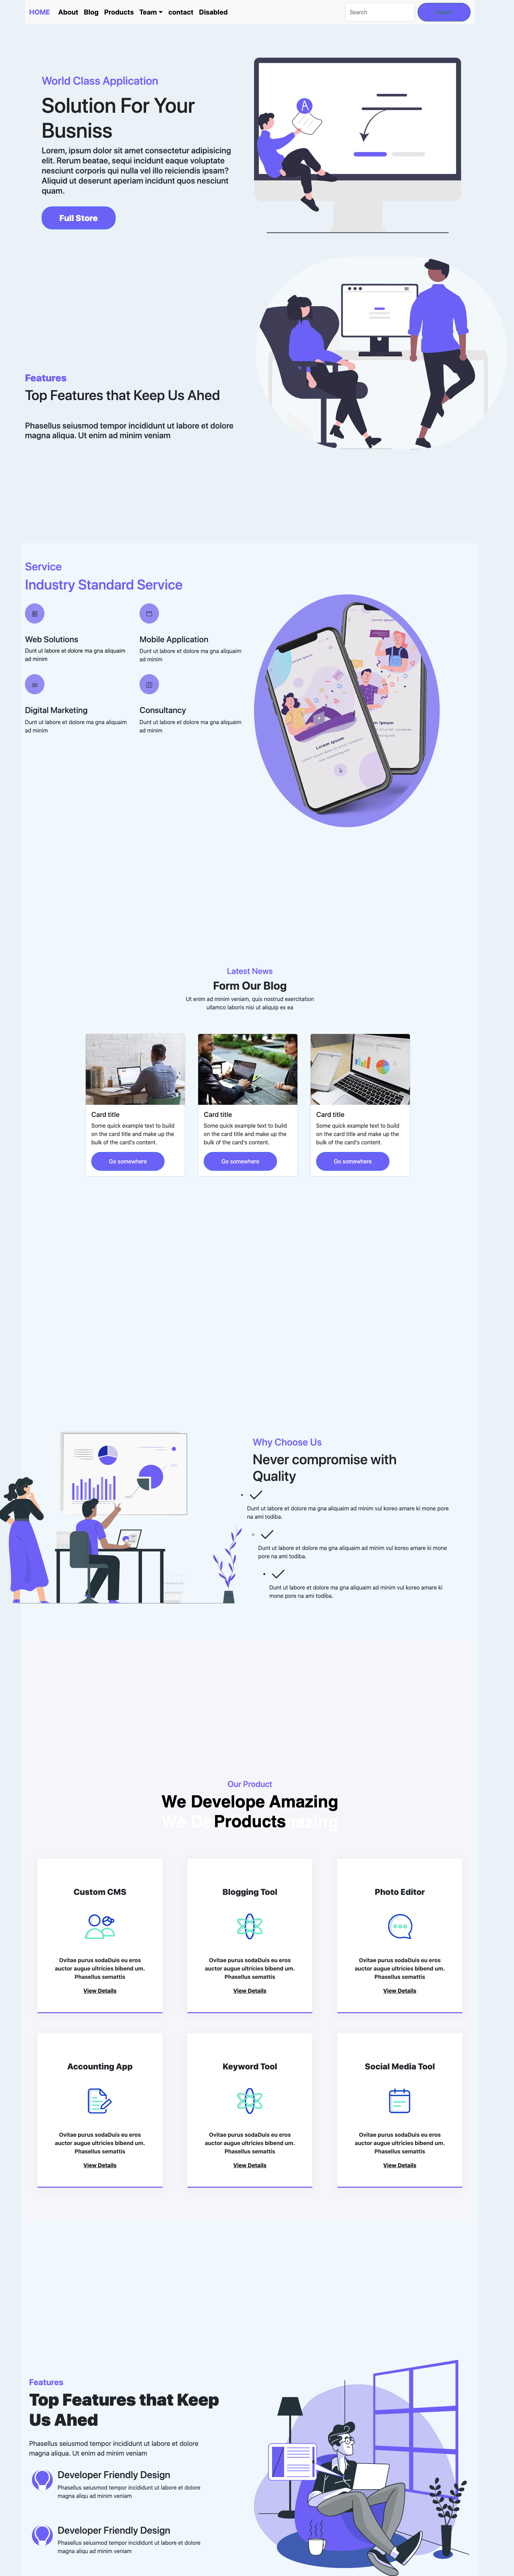 HOME About Blog Products Team contact Disabled Search
World Class Application
Solution For Your
Busniss
Lorem, ipsum dolor sit amet consectetur adipisicing
elit. Rerum beatae, sequi incidunt eaque voluptate
nesciunt corporis qui nulla vel illo reiciendis ipsam?
Aliquid ut deserunt aperiam incidunt quos nesciunt
quam.
Full Store
A
Features
Top Features that Keep Us Ahed
Phasellus seiusmod tempor incididunt ut labore et dolore
magna aliqua. Ut enim ad minim veniam
Service
Industry Standard Service
Web Solutions
Dunt ut labore et dolore ma gna aliquaim
ad minim
Mobile Application
Dunt ut labore et dolore ma gna aliquaim
ad minim
Digital Marketing
Dunt ut labore et dolore ma gna aliquaim
ad minim
Consultancy
Dunt ut labore et dolore ma gna aliquaim
ad minim
Lorem Ipsum
Latest News
Form Our Blog
Ut enim ad minim veniam, quis nostrud exercitation
ullamco laboris nisi ut aliquip ex ea
Card title
Some quick example text to build
on the card title and make up the
bulk of the card's content.
Go somewhere
Card title
Some quick example text to build
on the card title and make up the
bulk of the card's content.
Go somewhere
Card title
Some quick example text to build
on the card title and make up the
bulk of the card's content.
Go somewhere
Why Choose Us
Never compromise with
Quality
Dunt ut labore et dolore ma gna aliquaim ad minim vul koreo amare ki mone pore
na ami todiba.
Dunt ut labore et dolore ma gna aliquaim ad minim vul koreo amare ki mone
pore na ami todiba.
Dunt ut labore et dolore ma gna aliquaim ad minim vul koreo amare ki
mone pore na ami todiba.
Our Product
We Develope Amazing
Products
Custom CMS
Ovitae purus sodaDuis eu eros
auctor augue ultricies bibend um.
Phasellus semattis
View Details
Blogging Tool
Ovitae purus sodaDuis eu eros
auctor augue ultricies bibend um.
Phasellus semattis
View Details
Photo Editor
Ovitae purus sodaDuis eu eros
auctor augue ultricies bibend um.
Phasellus semattis
View Details
Accounting App
Ovitae purus sodaDuis eu eros
auctor augue ultricies bibend um.
Phasellus semattis
View Details
Keyword Tool
Ovitae purus sodaDuis eu eros
auctor augue ultricies bibend um.
Phasellus semattis
View Details
Social Media Tool
Ovitae purus sodaDuis eu eros
auctor augue ultricies bibend um.
Phasellus semattis
View Details
Features
Top Features that Keep
Us Ahed
Phasellus seiusmod tempor incididunt ut labore et dolore
magna aliqua. Ut enim ad minim veniam
Developer Friendly Design
Phasellus seiusmod tempor incididunt ut labore et dolore
magna aliqu ad minim veniam
Developer Friendly Design
Phasellus seiusmod tempor incididunt ut labore et dolore
magna aliqu ad minim veniam